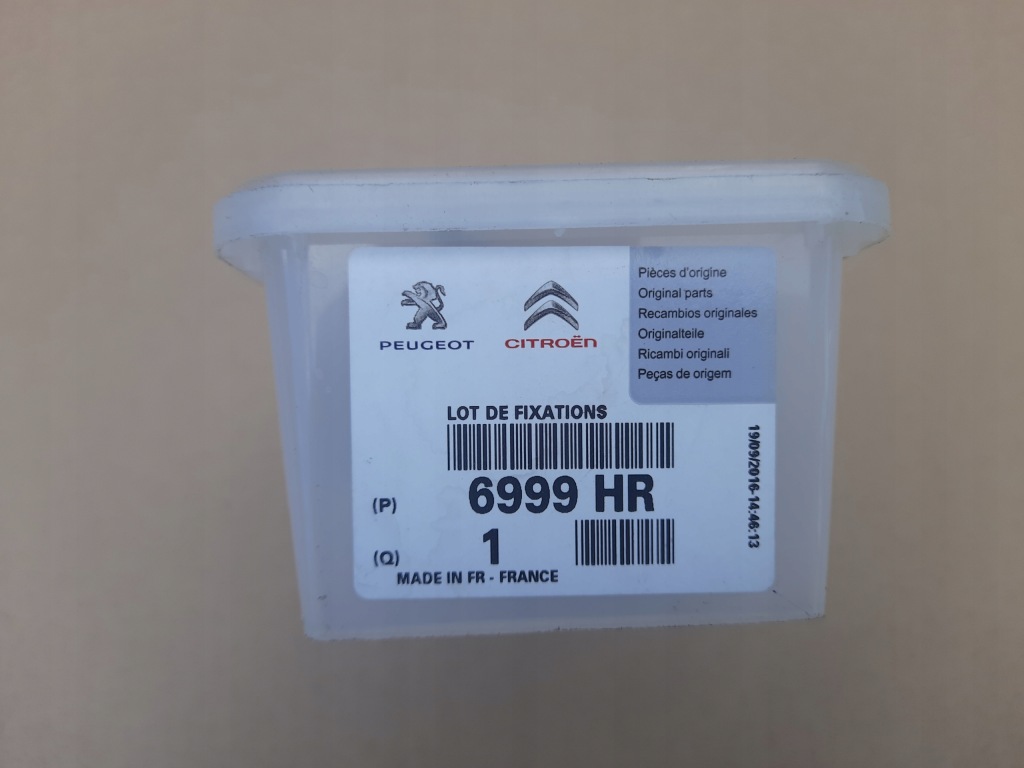 PEUGEOT
CITROËN
Pièces d'origine
Original parts
Recambios originales
Originalteile
Ricambi originali
Peças de origem
LOT DE FIXATIONS
(P) 6999 HR
(Q) 1
MADE IN FR - FRANCE
19/09/2016-14:46:13